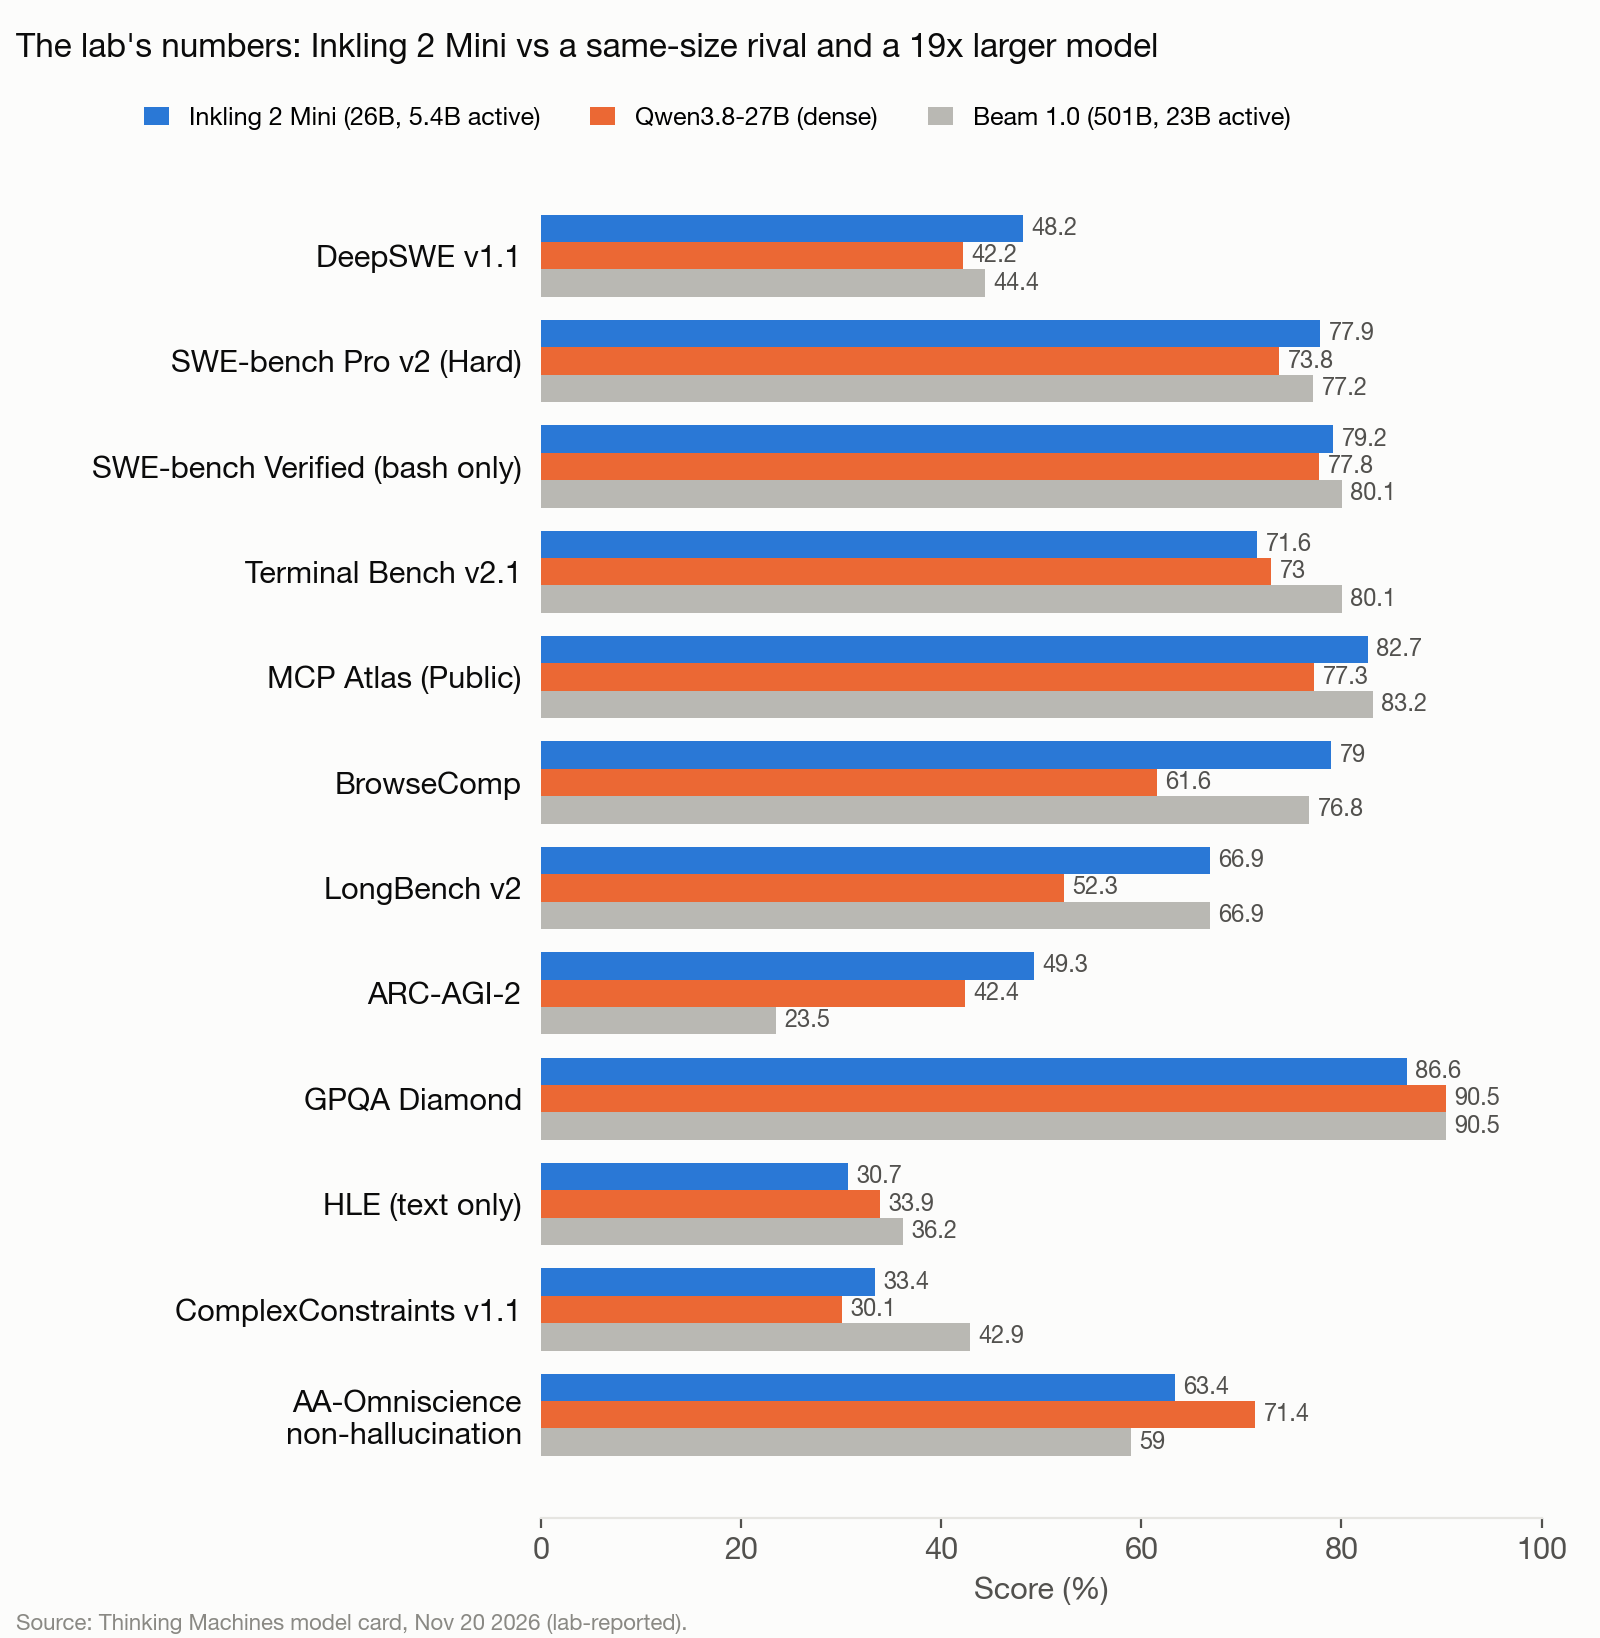 The lab's numbers: Inkling 2 Mini vs a same-size rival and a 19x larger model
Inkling 2 Mini (26B, 5.4B active)
Qwen3.8-27B (dense)
Beam 1.0 (501B, 23B active)
DeepSWE v1.1
48.2
42.2
44.4
SWE-bench Pro v2 (Hard)
77.9
73.8
77.2
SWE-bench Verified (bash only)
79.2
77.8
80.1
Terminal Bench v2.1
71.6
73
80.1
MCP Atlas (Public)
82.7
77.3
83.2
BrowseComp
79
61.6
76.8
LongBench v2
66.9
52.3
66.9
ARC-AGI-2
49.3
42.4
23.5
GPQA Diamond
86.6
90.5
90.5
HLE (text only)
30.7
33.9
36.2
ComplexConstraints v1.1
33.4
30.1
42.9
AA-Omniscience
non-hallucination
63.4
71.4
59
0 20 40 60 80 100
Score (%)
Source: Thinking Machines model card, Nov 20 2026 (lab-reported).